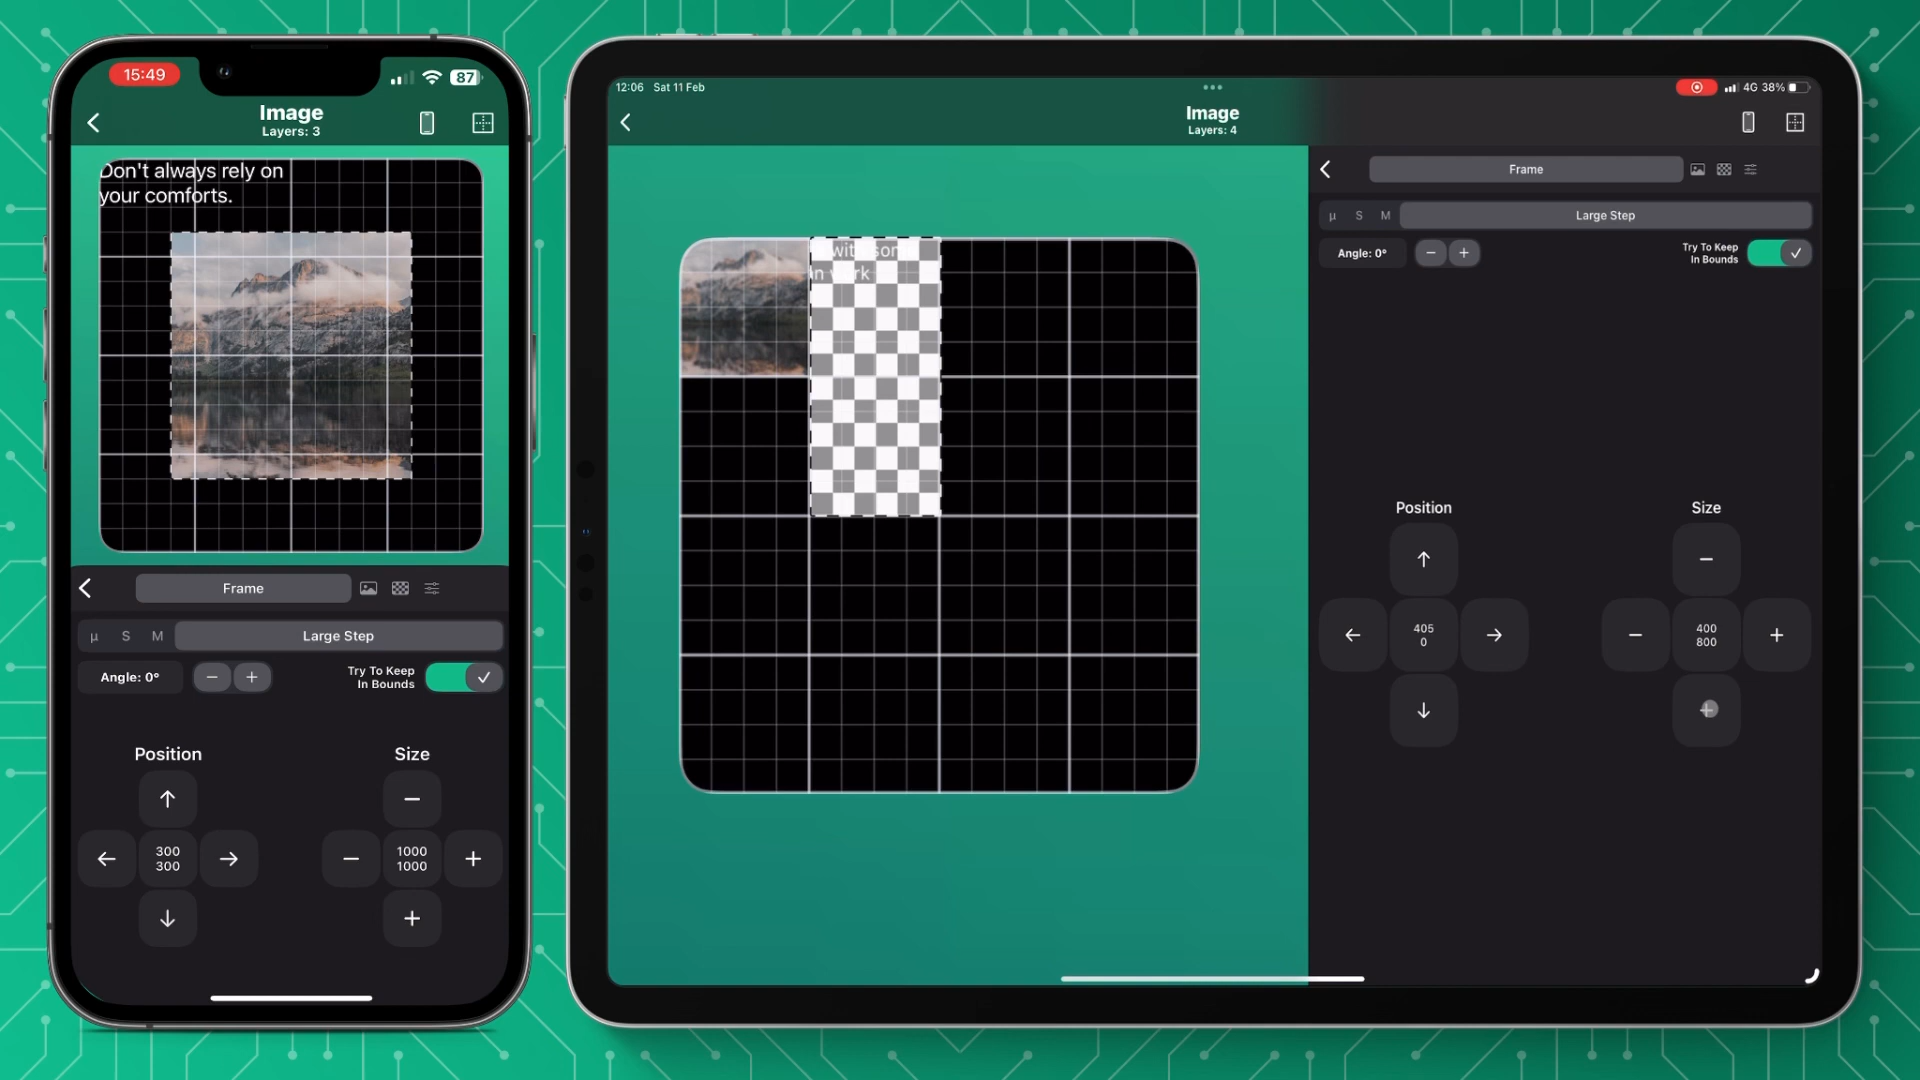 15:49
87
Image
Layers: 3
Don't always rely on
your comforts.
Frame
μ S M Large Step
Angle: 0°
Try To Keep
In Bounds
Position
Size
300
300
1000
1000
12:06 Sat 11 Feb
4G 38%
Image
Layers: 4
in work
Frame
μ S M Large Step
Angle: 0°
Try To Keep
In Bounds
Position
Size
405
0
400
800